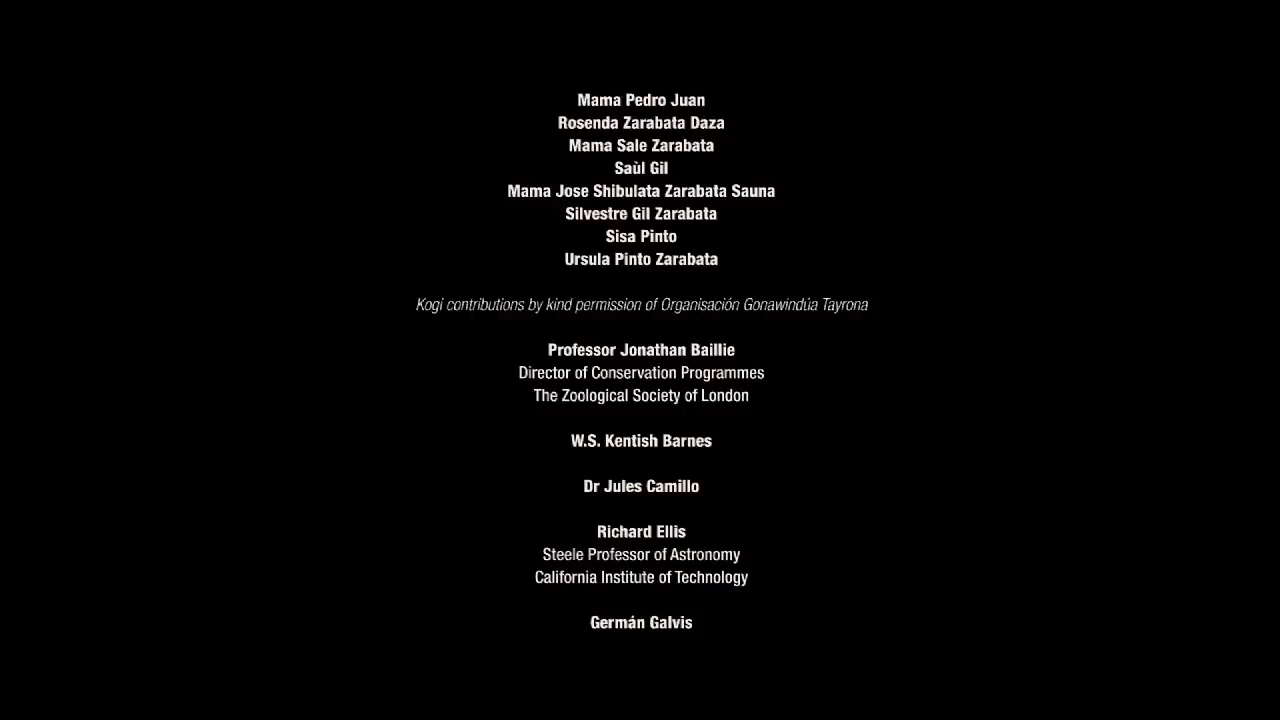 Mama Pedro Juan
Rosenda Zarabata Daza
Mama Sale Zarabata
Saùl Gil
Mama Jose Shibulata Zarabata Sauna
Silvestre Gil Zarabata
Sisa Pinto
Ursula Pinto Zarabata
Kogi contributions by kind permission of Organisación Gonawindúa Tayrona
Professor Jonathan Baillie
Director of Conservation Programmes
The Zoological Society of London
W.S. Kentish Barnes
Dr Jules Camillo
Richard Ellis
Steele Professor of Astronomy
California Institute of Technology
Germán Galvis